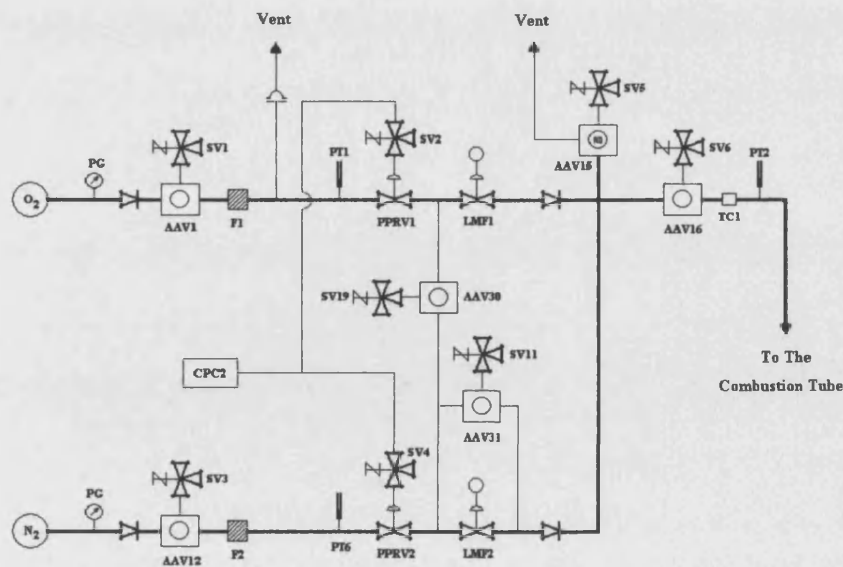 Vent
Vent
SV5
SV1
PT1
SV2
NO
AAV15
SV6
PT2
PG
O2
AAV1
F1
PPRV1
LMF1
AAV16
TC1
SV19
AAV30
SV11
To The
Combustion Tube
CPC2
AAV31
SV4
SV3
PG
N2
AAV12
F2
PT6
PPRV2
LMF2